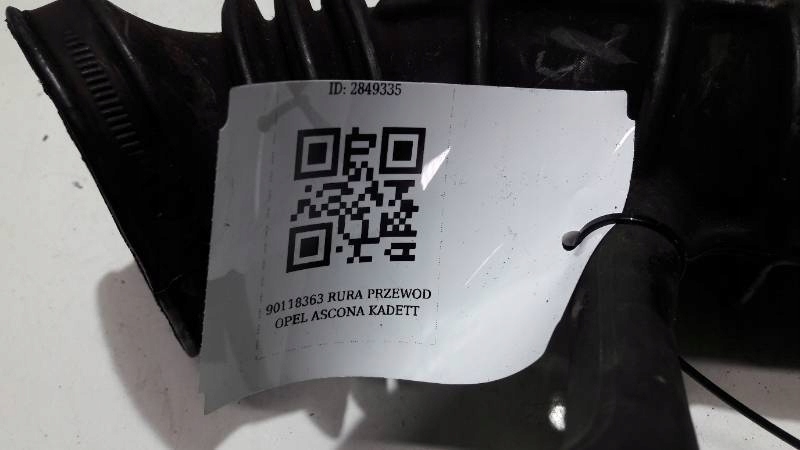 ID: 2849335
90118363 RURA PRZEWOD
OPEL ASCONA KADETT